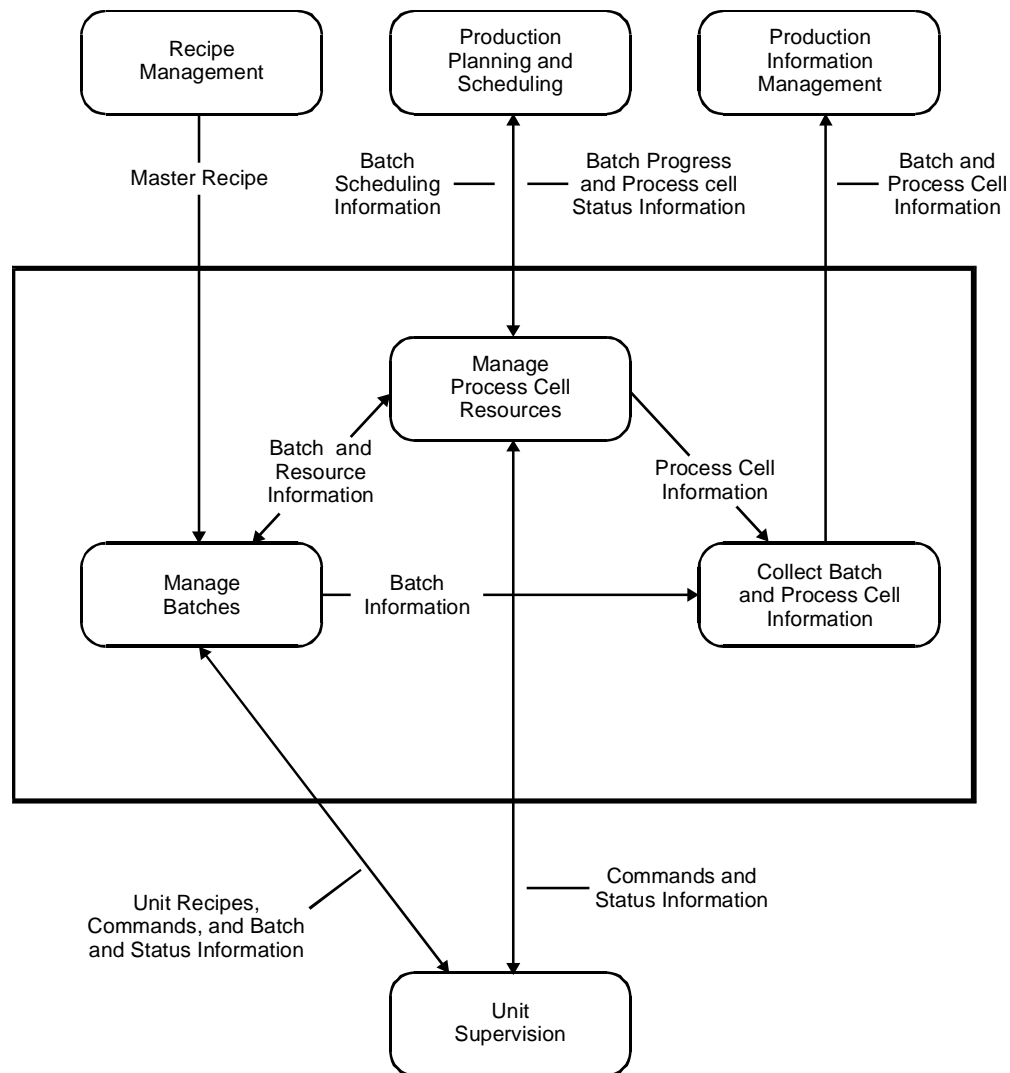 Recipe
Management
Production
Planning and
Scheduling
Production
Information
Management
Master Recipe
Batch
Scheduling
Information
Batch Progress
and Process cell
Status Information
Batch and
Process Cell
Information
Manage
Process Cell
Resources
Batch and
Resource
Information
Process Cell
Information
Manage
Batches
Batch
Information
Collect Batch
and Process Cell
Information
Unit Recipes,
Commands, and Batch
and Status Information
Commands and
Status Information
Unit
Supervision